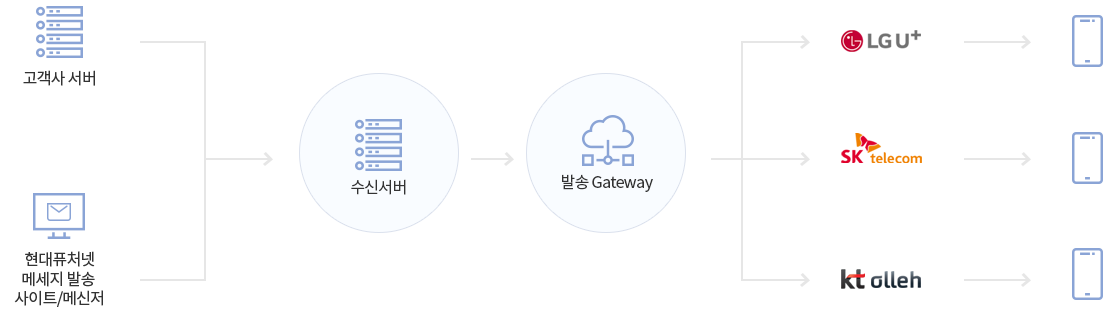 고객사 서버
현대퓨처넷
메세지 발송
사이트/메신저
수신서버
발송 Gateway
LG U+
SK telecom
kt olleh